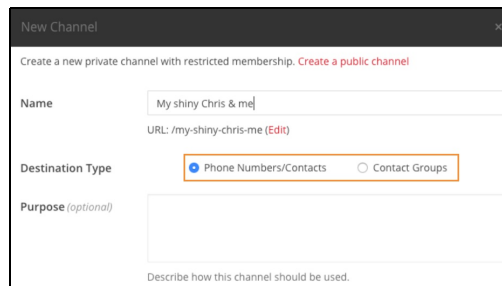 New Channel ×
Create a new private channel with restricted membership. Create a public channel
Name My shiny Chris & me
URL: /my-shiny-chris-me (Edit)
Destination Type Phone Numbers/Contacts Contact Groups
Purpose (optional)
Describe how this channel should be used.